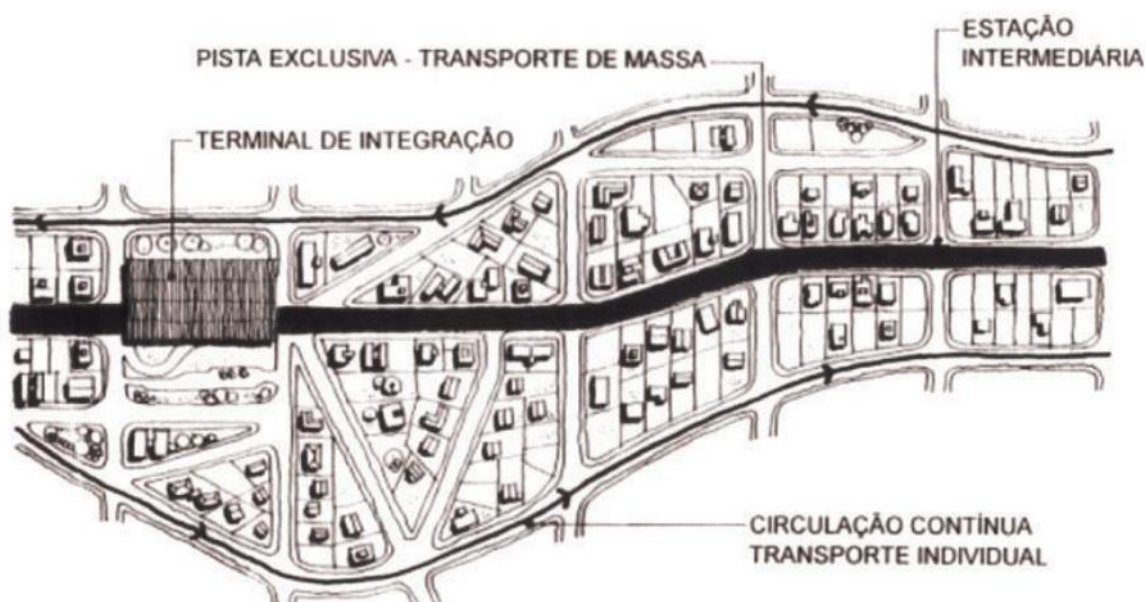 ESTAÇÃO
INTERMEDIÁRIA
PISTA EXCLUSIVA - TRANSPORTE DE MASSA
TERMINAL DE INTEGRAÇÃO
CIRCULAÇÃO CONTÍNUA
TRANSPORTE INDIVIDUAL